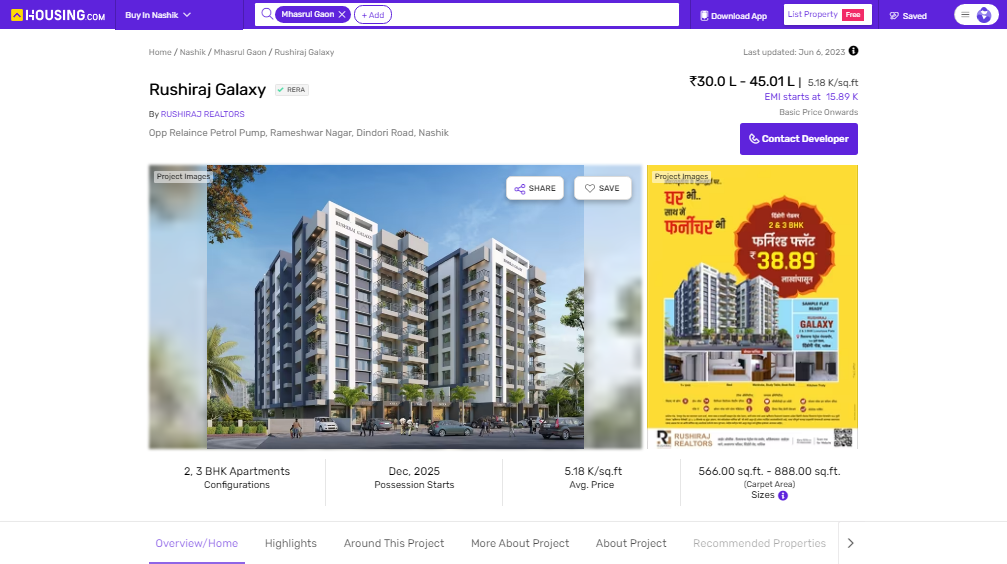 HOUSING.COM
Buy In Nashik
Mhasrul Gaon
+ Add
Download App
List Property Free
Saved
Home / Nashik / Mhasrul Gaon / Rushiraj Galaxy
Last updated: Jun 6, 2023
Rushiraj Galaxy
RERA
₹30.0 L - 45.01 L | 5.18 K/sq.ft
EMI starts at 15.89 K
By RUSHIRAJ REALTORS
Basic Price Onwards
Opp Relaince Petrol Pump, Rameshwar Nagar, Dindori Road, Nashik
Contact Developer
Project Images
SHARE
SAVE
RUSHIRAJ GALAXY
Project Images
घर भी..
साथ में
फर्नीचर भी
दिंडोरी रोडवर
2 & 3 BHK
फर्निश्ड फ्लॅट
₹38.89
लाखांपासून
SAMPLE FLAT
READY
RUSHIRAJ
GALAXY
RUSHIRAJ
REALTORS
2, 3 BHK Apartments
Configurations
Dec, 2025
Possession Starts
5.18 K/sq.ft
Avg. Price
566.00 sq.ft. - 888.00 sq.ft.
(Carpet Area)
Sizes
Overview/Home
Highlights
Around This Project
More About Project
About Project
Recommended Properties